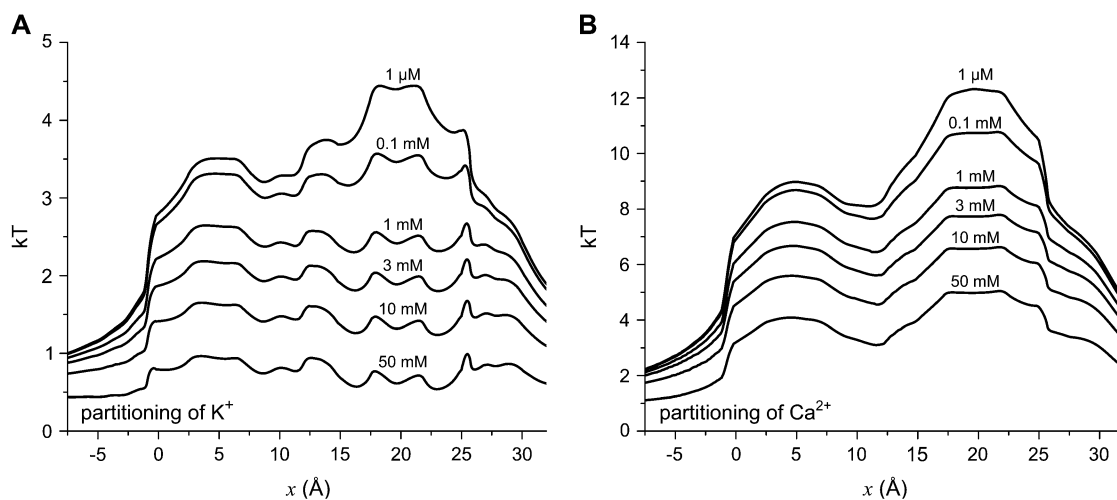 A
5
4
3
2
1
0
kT
1 µM
0.1 mM
1 mM
3 mM
10 mM
50 mM
partitioning of K⁺
-5 0 5 10 15 20 25 30
x (Å)
B
14
12
10
8
6
4
2
0
kT
1 µM
0.1 mM
1 mM
3 mM
10 mM
50 mM
partitioning of Ca²⁺
-5 0 5 10 15 20 25 30
x (Å)